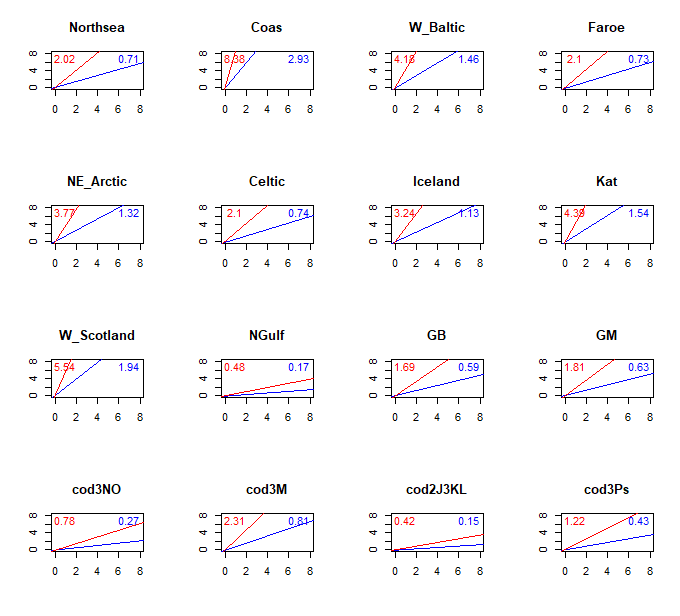 Northsea Coas W_Baltic Faroe
8 2.02 0.71 8 8.38 2.93 8 4.18 1.46 8 2.1 0.73
4 4 4 4
0 0 0 0
0 2 4 6 8 0 2 4 6 8 0 2 4 6 8 0 2 4 6 8
NE_Arctic Celtic Iceland Kat
8 3.77 1.32 8 2.1 0.74 8 3.24 1.13 8 4.39 1.54
4 4 4 4
0 0 0 0
0 2 4 6 8 0 2 4 6 8 0 2 4 6 8 0 2 4 6 8
W_Scotland NGulf GB GM
8 5.54 1.94 8 0.48 0.17 8 1.69 0.59 8 1.81 0.63
4 4 4 4
0 0 0 0
0 2 4 6 8 0 2 4 6 8 0 2 4 6 8 0 2 4 6 8
cod3NO cod3M cod2J3KL cod3Ps
8 0.78 0.27 8 2.31 0.81 8 0.42 0.15 8 1.22 0.43
4 4 4 4
0 0 0 0
0 2 4 6 8 0 2 4 6 8 0 2 4 6 8 0 2 4 6 8